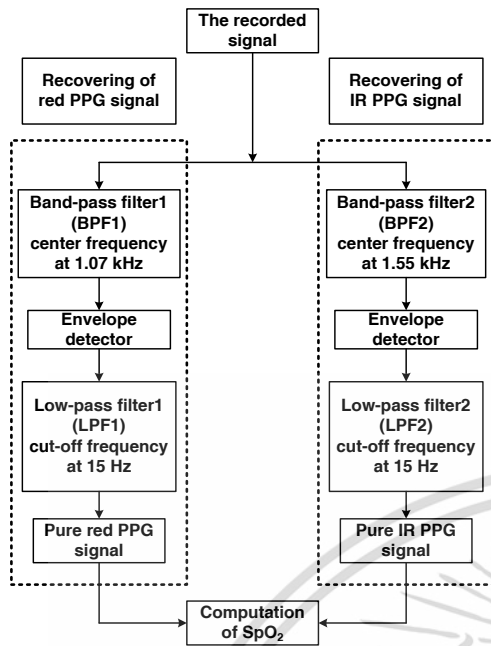 The recorded
signal
Recovering of
red PPG signal
Recovering of
IR PPG signal
Band-pass filter1
(BPF1)
center frequency
at 1.07 kHz
Band-pass filter2
(BPF2)
center frequency
at 1.55 kHz
Envelope
detector
Envelope
detector
Low-pass filter1
(LPF1)
cut-off frequency
at 15 Hz
Low-pass filter2
(LPF2)
cut-off frequency
at 15 Hz
Pure red PPG
signal
Pure IR PPG
signal
Computation
of SpO₂